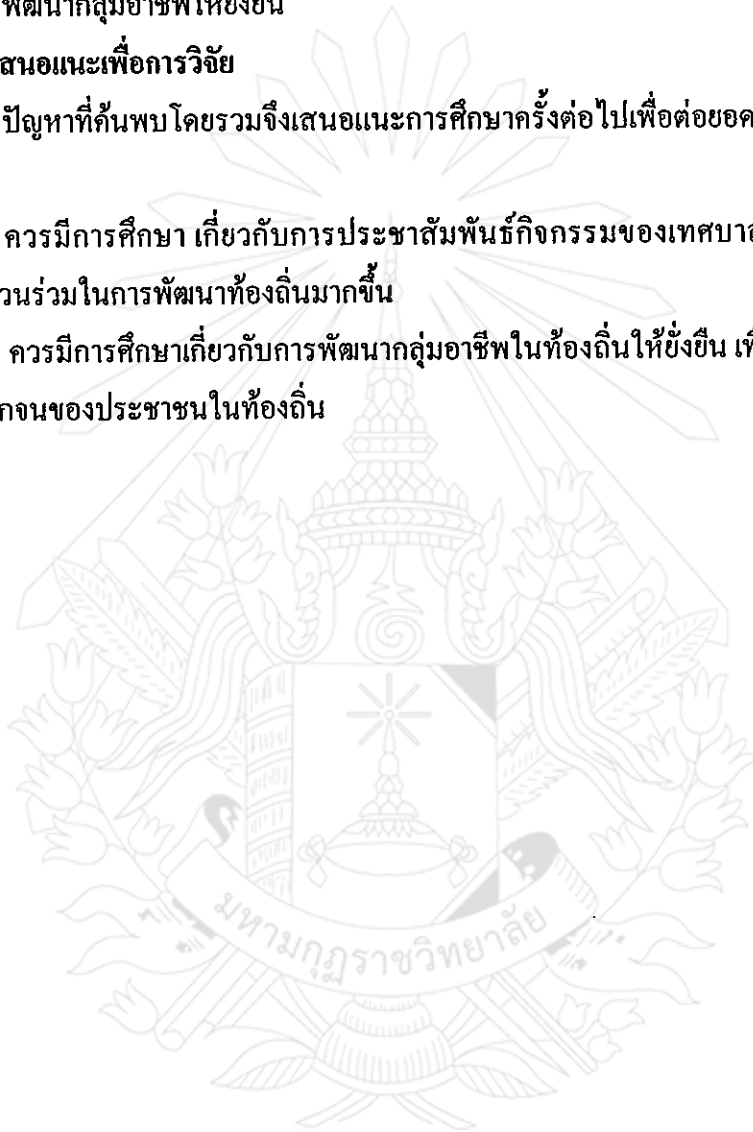 พัฒนากลุ่มอาชีพให้ยั่งยืน
สนอแนะเพื่อการวิจัย
ปัญหาที่ค้นพบโดยรวมจึงเสนอแนะการศึกษาครั้งต่อไปเพื่อต่อยอด
ควรมีการศึกษา เกี่ยวกับการประชาสัมพันธ์กิจกรรมของเทศบาล
วนร่วมในการพัฒนาท้องถิ่นมากขึ้น
ควรมีการศึกษาเกี่ยวกับการพัฒนากลุ่มอาชีพในท้องถิ่นให้ยั่งยืน เพื
กจนของประชาชนในท้องถิ่น
มหามกุฏราชวิทยาลัย